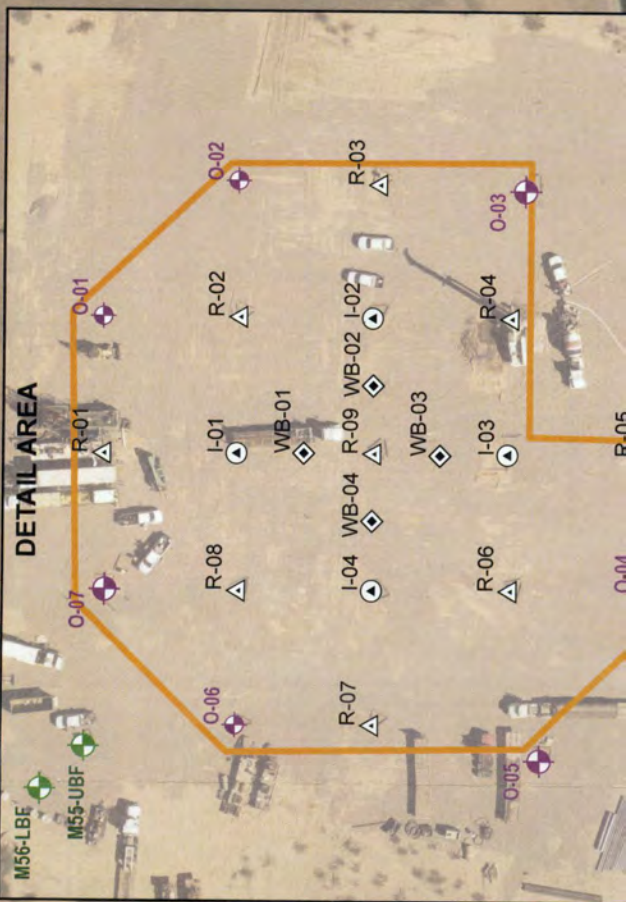 DETAIL AREA
M56-LBF
M55-UBF
O-07
R-01
O-01
O-02
O-06
R-08
I-01
R-02
WB-01
R-03
R-07
I-04
WB-04
R-09
WB-02
I-02
WB-03
R-06
I-03
R-04
O-03
O-05
O-04
R-05